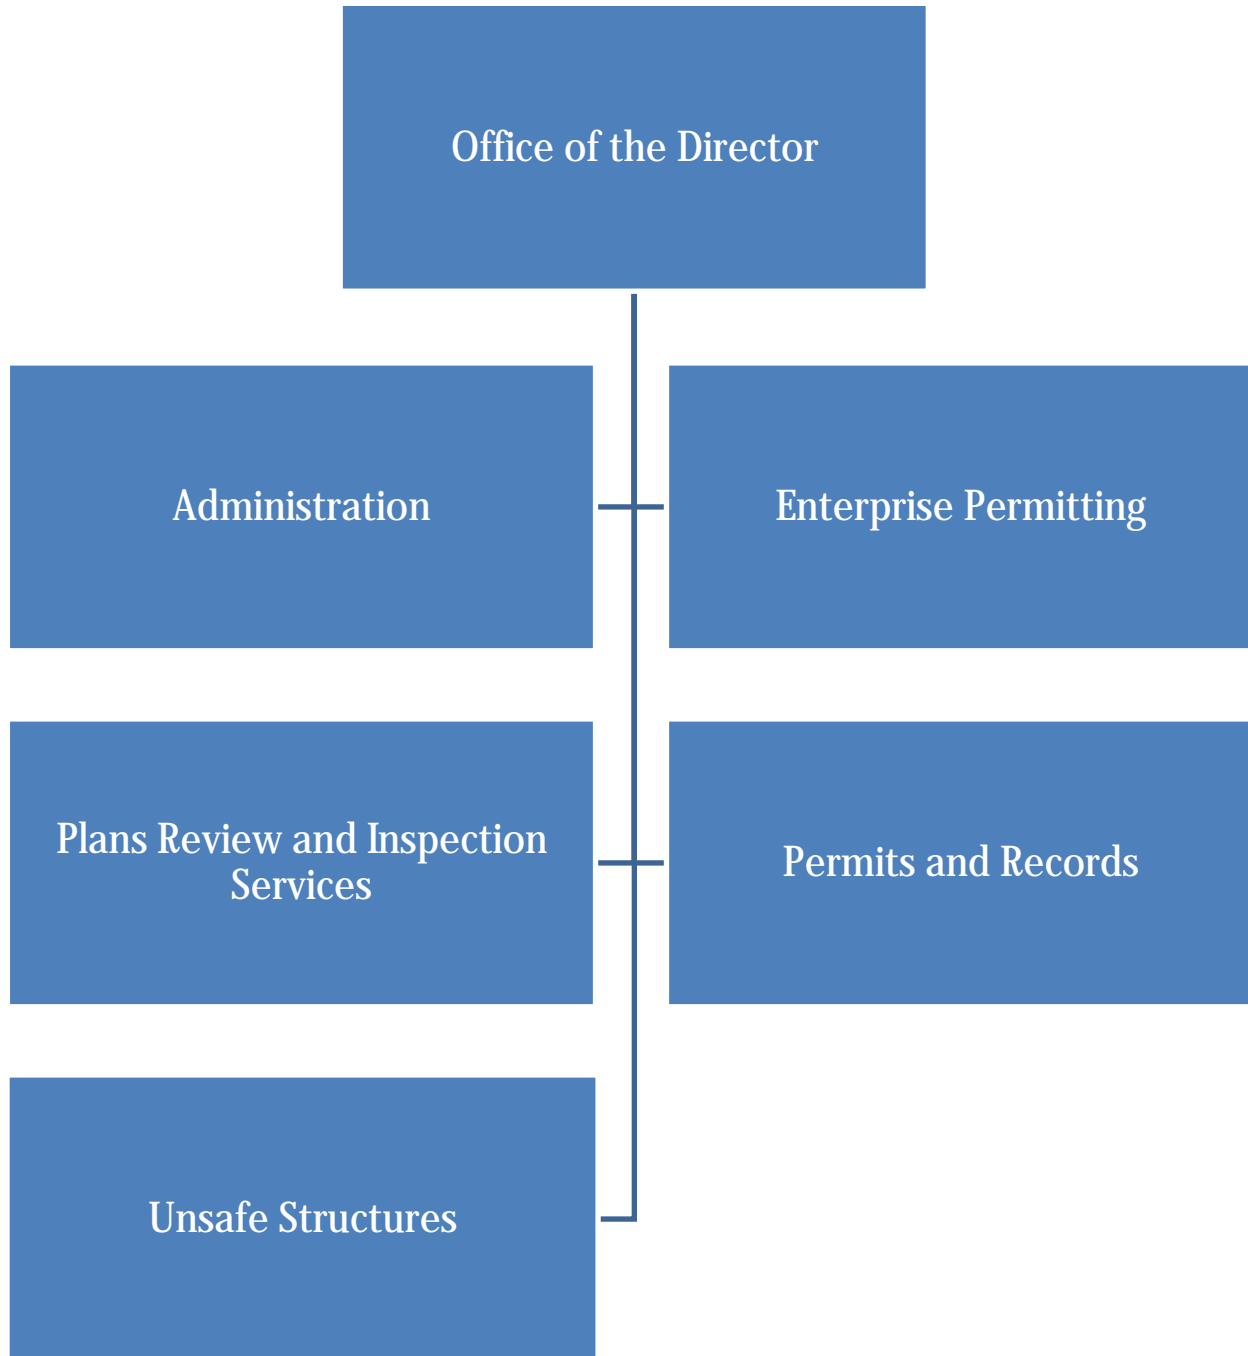 Office of the Director
Administration
Enterprise Permitting
Plans Review and Inspection
Services
Permits and Records
Unsafe Structures